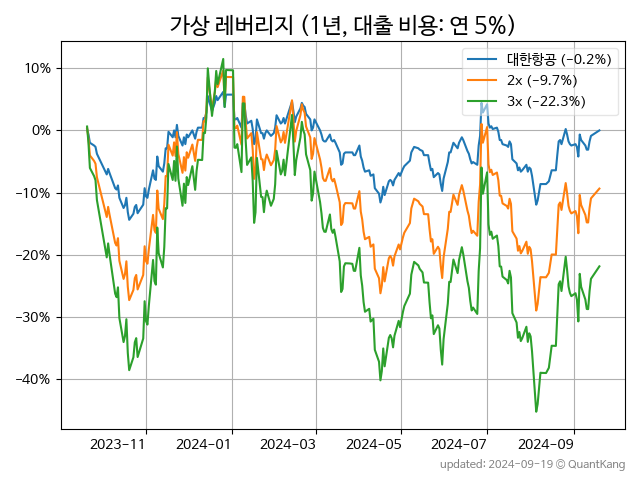 가상 레버리지 (1년, 대출 비용: 연 5%)
대한항공 (−0.2%)
2x (−9.7%)
3x (−22.3%)
10%
0%
−10%
−20%
−30%
−40%
2023-11
2024-01
2024-03
2024-05
2024-07
2024-09
updated: 2024-09-19 © QuantKang